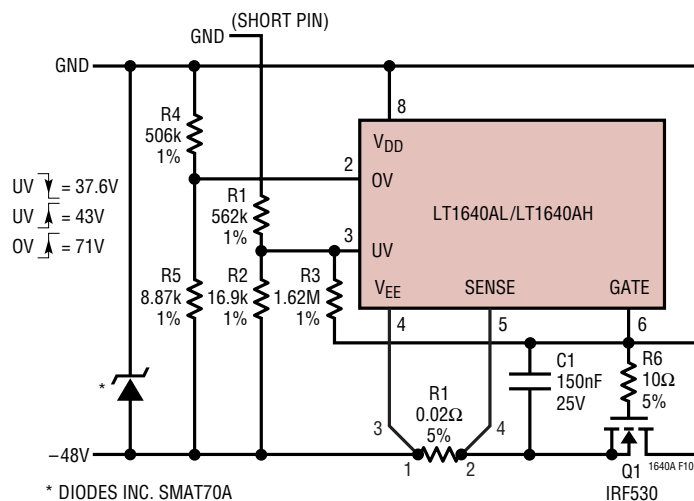 (SHORT PIN)
GND
GND
R4
506k
1%
8
VDD
2
OV
UV = 37.6V
UV = 43V
OV = 71V
R1
562k
1%
LT1640AL/LT1640AH
3
UV
R5
8.87k
1%
R2
16.9k
1%
R3
1.62M
1%
VEE
SENSE
GATE
4
5
6
C1
150nF
25V
R6
10Ω
5%
R1
0.02Ω
5%
*
3
4
–48V
1
2
Q1
IRF530
1640A F10
* DIODES INC. SMAT70A